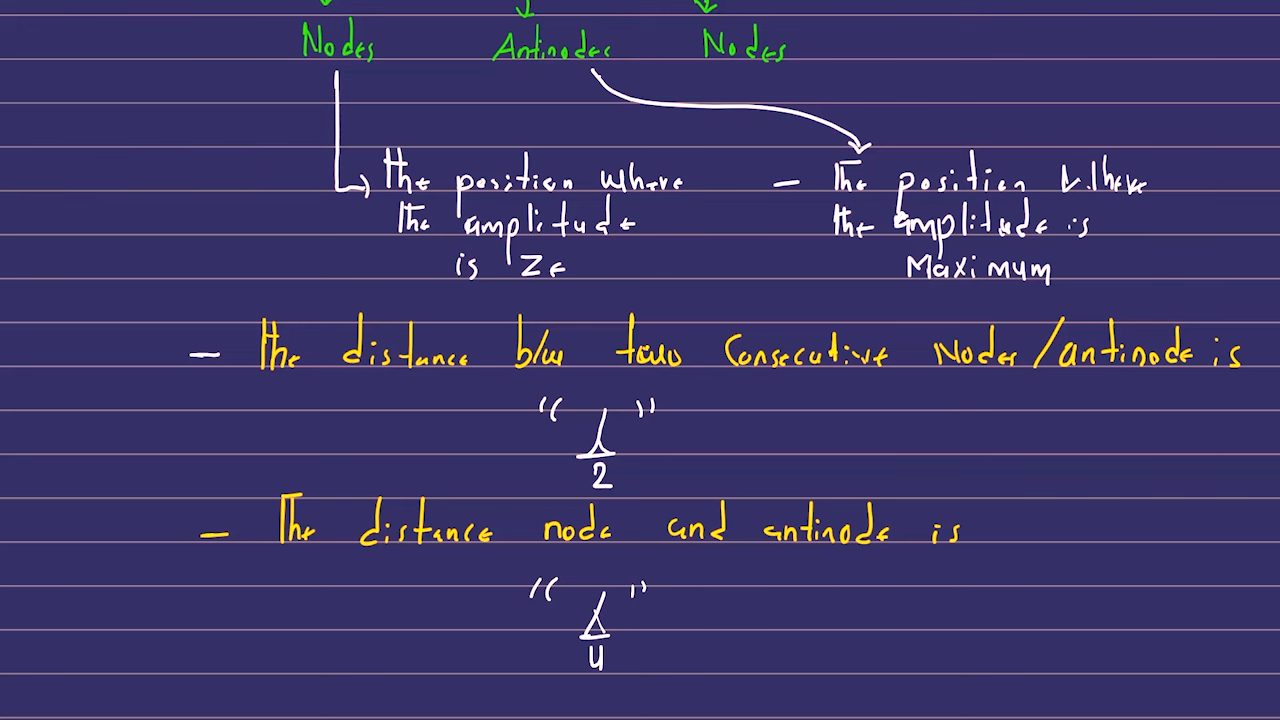 Nodes Antinodes Nodes
the position where
the amplitude
is Ze
- The position where
the amplitude is
Maximum
- The distance b/w two Consecutive Nodes/antinode is
" λ/2 "
- The distance node and antinode is
" λ/4 "